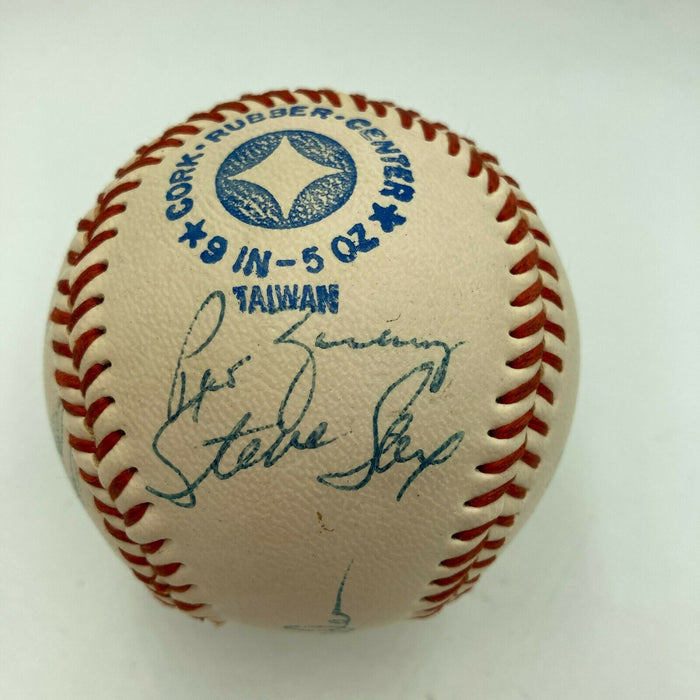 CORK · RUBBER · CENTER
★ 9 IN - 5 OZ ★
TAIWAN
Steve Sax